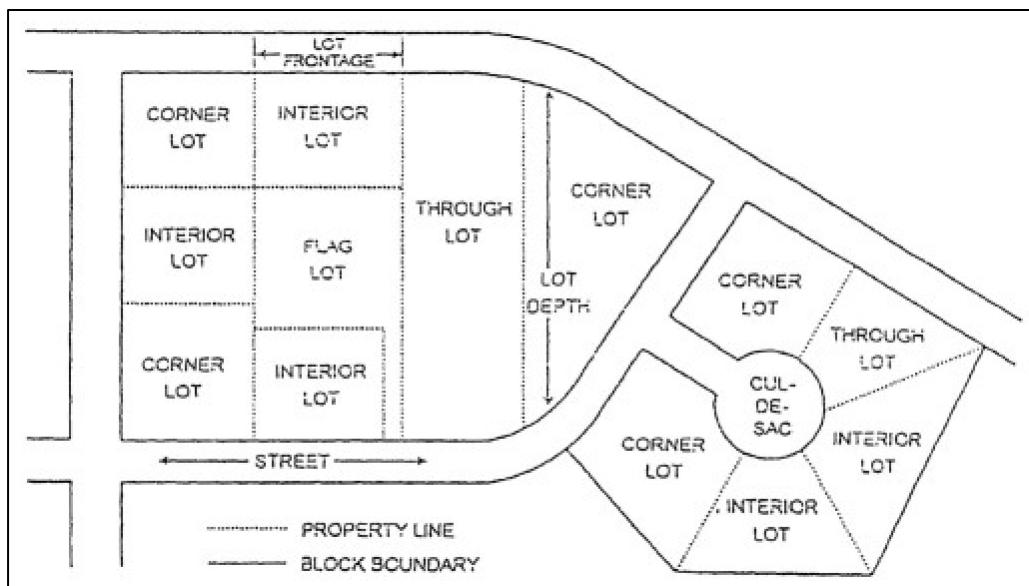 LOT
FRONTAGE
CORNER
LOT
INTERIOR
LOT
INTERIOR
LOT
FLAG
LOT
THROUGH
LOT
CORNER
LOT
LOT
DEPTH
CORNER
LOT
INTERIOR
LOT
STREET
CORNER
LOT
THROUGH
LOT
CUL-
DE-
SAC
CORNER
LOT
INTERIOR
LOT
INTERIOR
LOT
PROPERTY LINE
BLOCK BOUNDARY